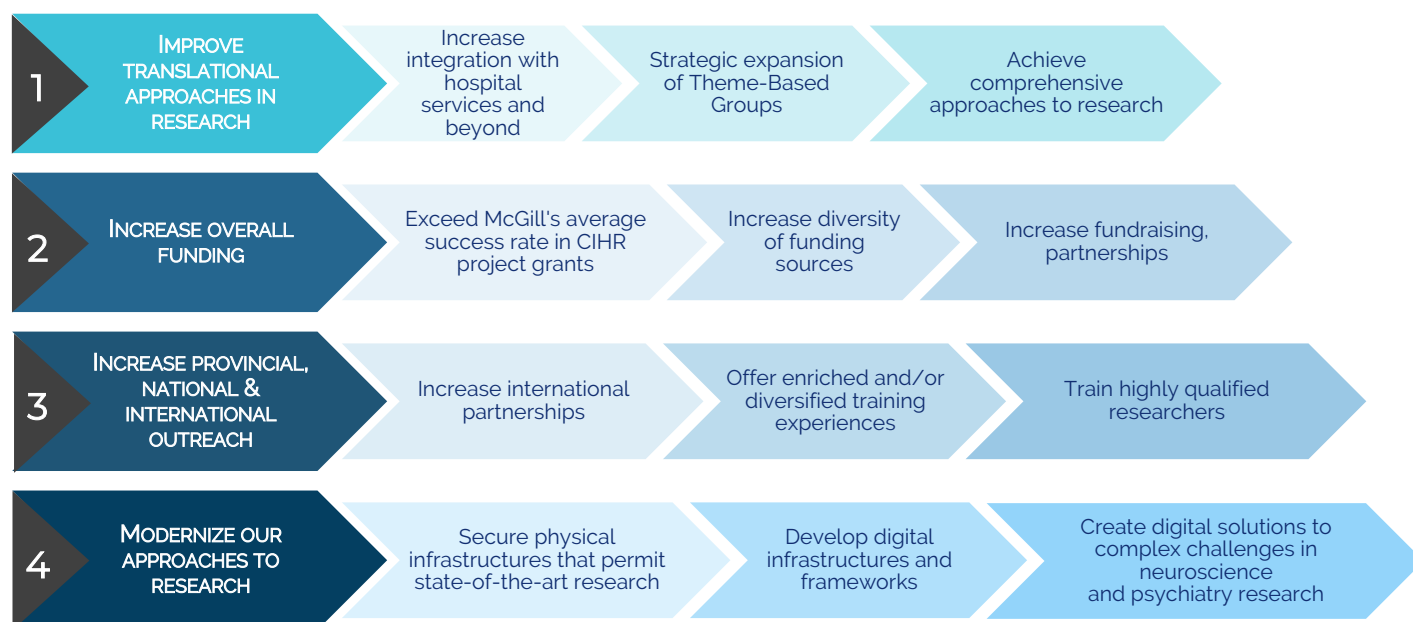 1
IMPROVE
TRANSLATIONAL
APPROACHES IN
RESEARCH
Increase
integration with
hospital
services and
beyond
Strategic expansion
of Theme-Based
Groups
Achieve
comprehensive
approaches to research
2
INCREASE OVERALL
FUNDING
Exceed McGill's average
success rate in CIHR
project grants
Increase diversity
of funding
sources
Increase fundraising,
partnerships
3
INCREASE PROVINCIAL,
NATIONAL &
INTERNATIONAL
OUTREACH
Increase international
partnerships
Offer enriched and/or
diversified training
experiences
Train highly qualified
researchers
4
MODERNIZE OUR
APPROACHES TO
RESEARCH
Secure physical
infrastructures that permit
state-of-the-art research
Develop digital
infrastructures and
frameworks
Create digital solutions to
complex challenges in
neuroscience
and psychiatry research